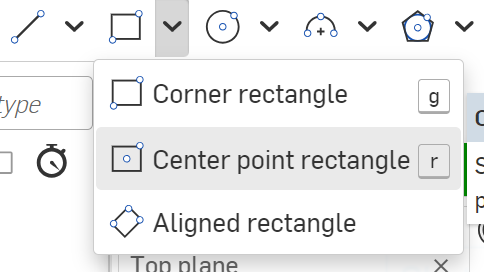 type
Corner rectangle g
Center point rectangle r
Aligned rectangle
Top plane